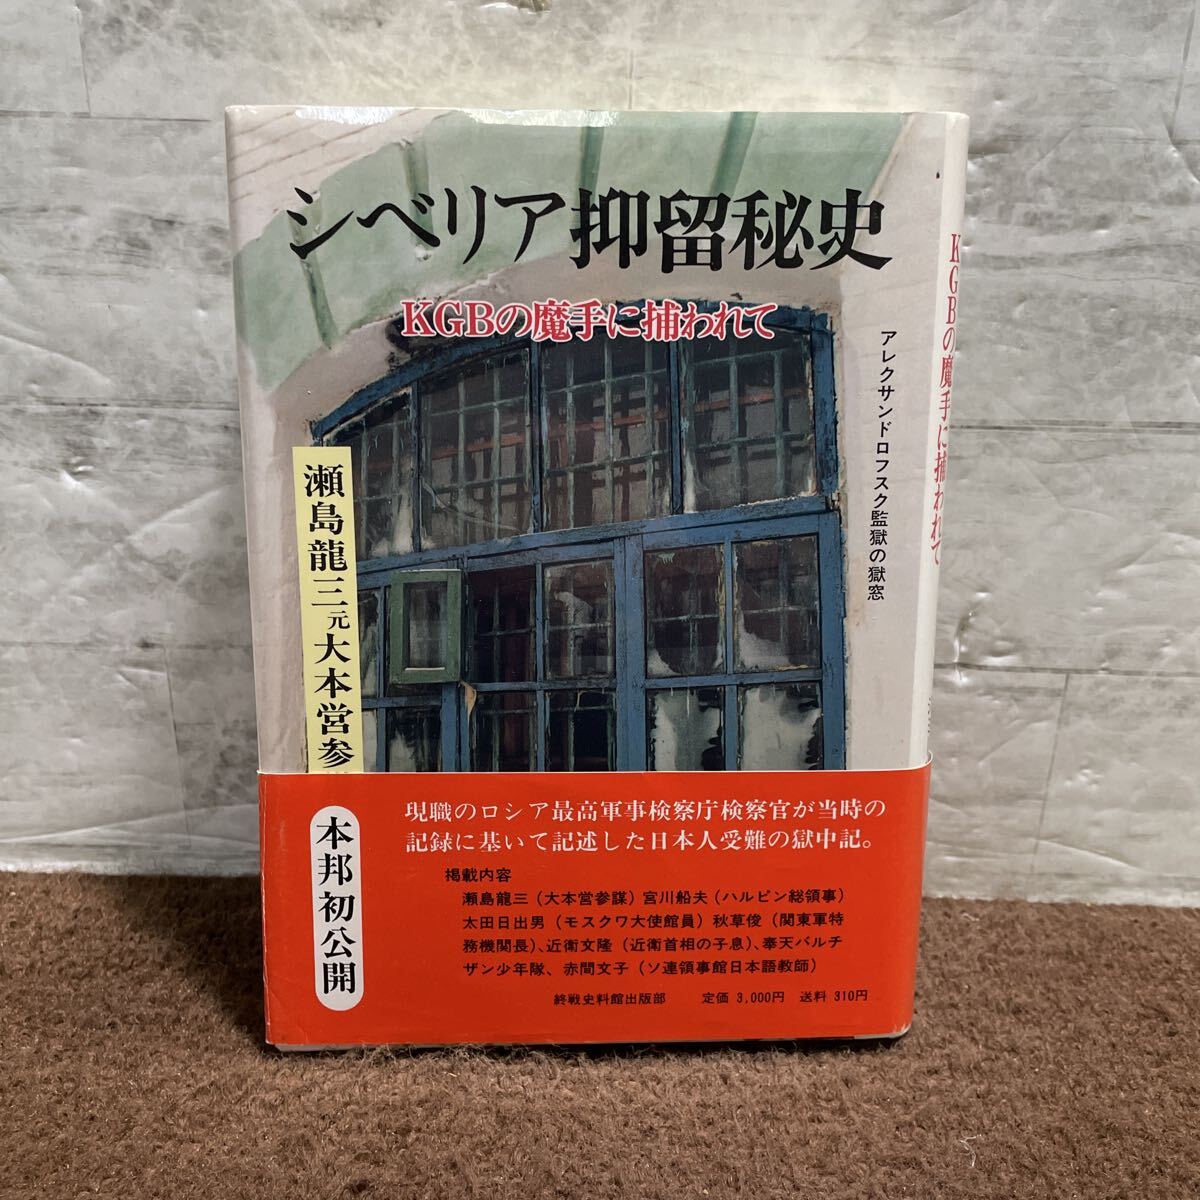 シベリア抑留秘史
KGBの魔手に捕われて
アレクサンドロフスク監獄の獄窓
瀬島龍三元大本営参
本邦初公開
現職のロシア最高軍事検察庁検察官が当時の
記録に基いて記述した日本人受難の獄中記。
掲載内容
瀬島龍三(大本営参謀)宮川船夫(ハルビン総領事)
太田日出男(モスクワ大使館員)秋草俊(関東軍特
務機関長)、近衛文隆(近衛首相の子息)、奉天パルチ
ザン少年隊、赤間文子(ソ連領事館日本語教師)
終戦史料館出版部 定価 3,000円 送料 310円
KGBの魔手に捕われて